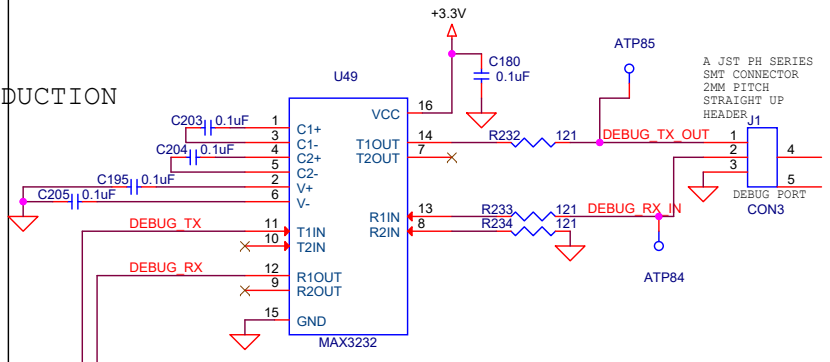 +3.3V
ATP85
A JST PH SERIES
SMT CONNECTOR
2MM PITCH
STRAIGHT UP
HEADER
J1
C180
0.1uF
U49
DUCTION
C203 0.1uF 1 C1+
3 C1-
C204 0.1uF 4 C2+
5 C2-
C195 0.1uF 2 V+
C205 0.1uF 6 V-
VCC 16
T1OUT 14 R232 121 DEBUG_TX_OUT 1
T2OUT 7
2
3
4
5
DEBUG PORT
CON3
DEBUG_TX 11 T1IN
10 T2IN
R1IN 13 R233 121 DEBUG_RX_IN
R2IN 8 R234 121
ATP84
DEBUG_RX 12 R1OUT
9 R2OUT
15 GND
MAX3232